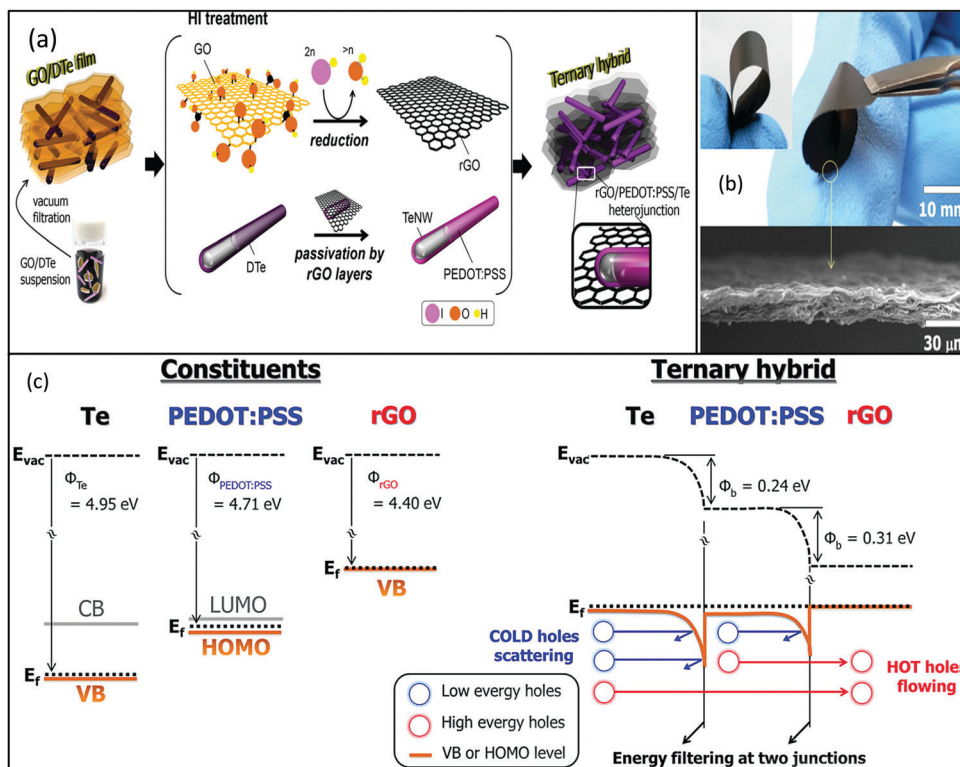 (a)
HI treatment
GO/DTe film
GO
2n
>n
reduction
rGO
vacuum
filtration
GO/DTe
suspension
DTe
passivation by
rGO layers
TeNW
PEDOT:PSS
I O H
Ternary hybrid
rGO/PEDOT:PSS/Te
heterojunction
(b)
10 mm
30 μm
(c)
Constituents
Te
PEDOT:PSS
rGO
Evac
ΦTe
= 4.95 eV
CB
Ef
VB
Evac
ΦPEDOT:PSS
= 4.71 eV
LUMO
Ef
HOMO
Evac
ΦrGO
= 4.40 eV
Ef
VB
Ternary hybrid
Te
PEDOT:PSS
rGO
Evac
Φb = 0.24 eV
Φb = 0.31 eV
Ef
COLD holes
scattering
HOT holes
flowing
Low evergy holes
High evergy holes
VB or HOMO level
Energy filtering at two junctions